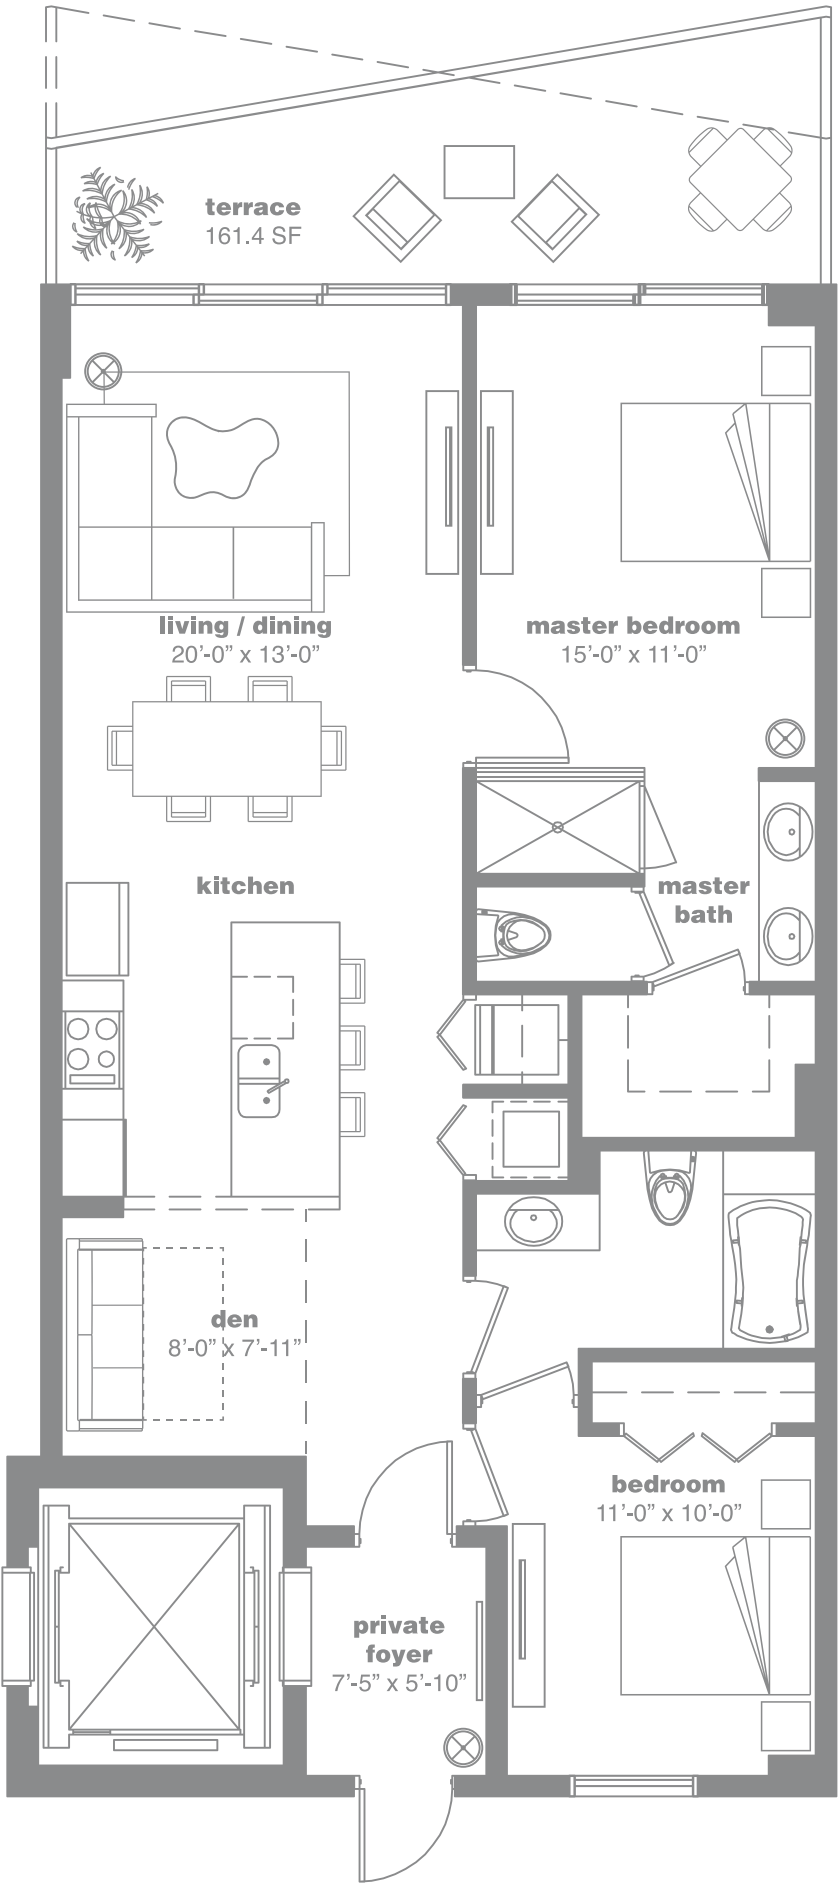 terrace
161.4 SF
living / dining
20’-0” x 13’-0”
master bedroom
15’-0” x 11’-0”
kitchen
master
bath
den
8’-0” x 7’-11”
bedroom
11’-0” x 10’-0”
private
foyer
7’-5” x 5’-10”